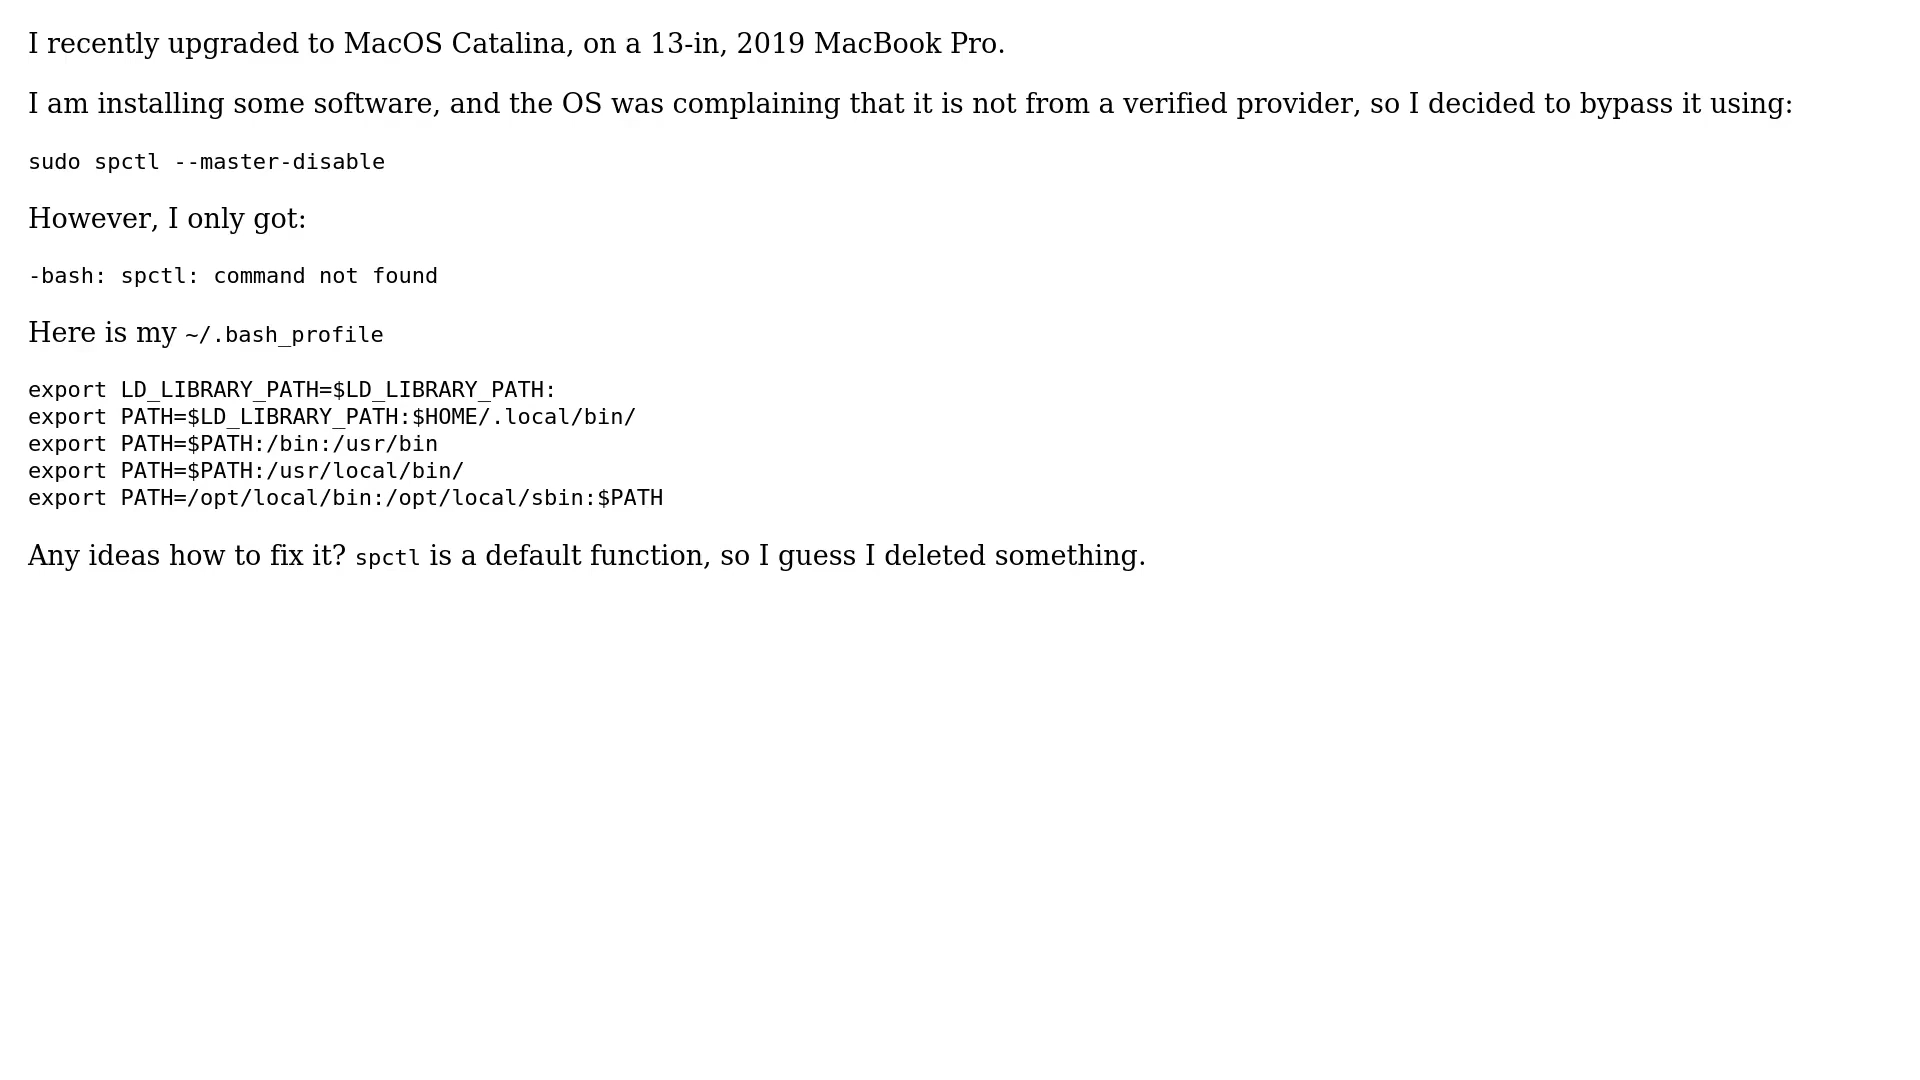 I recently upgraded to MacOS Catalina, on a 13-in, 2019 MacBook Pro.
I am installing some software, and the OS was complaining that it is not from a verified provider, so I decided to bypass it using:
sudo spctl --master-disable
However, I only got:
-bash: spctl: command not found
Here is my ~/.bash_profile
export LD_LIBRARY_PATH=$LD_LIBRARY_PATH:
export PATH=$LD_LIBRARY_PATH:$HOME/.local/bin/
export PATH=$PATH:/bin:/usr/bin
export PATH=$PATH:/usr/local/bin/
export PATH=/opt/local/bin:/opt/local/sbin:$PATH
Any ideas how to fix it? spctl is a default function, so I guess I deleted something.